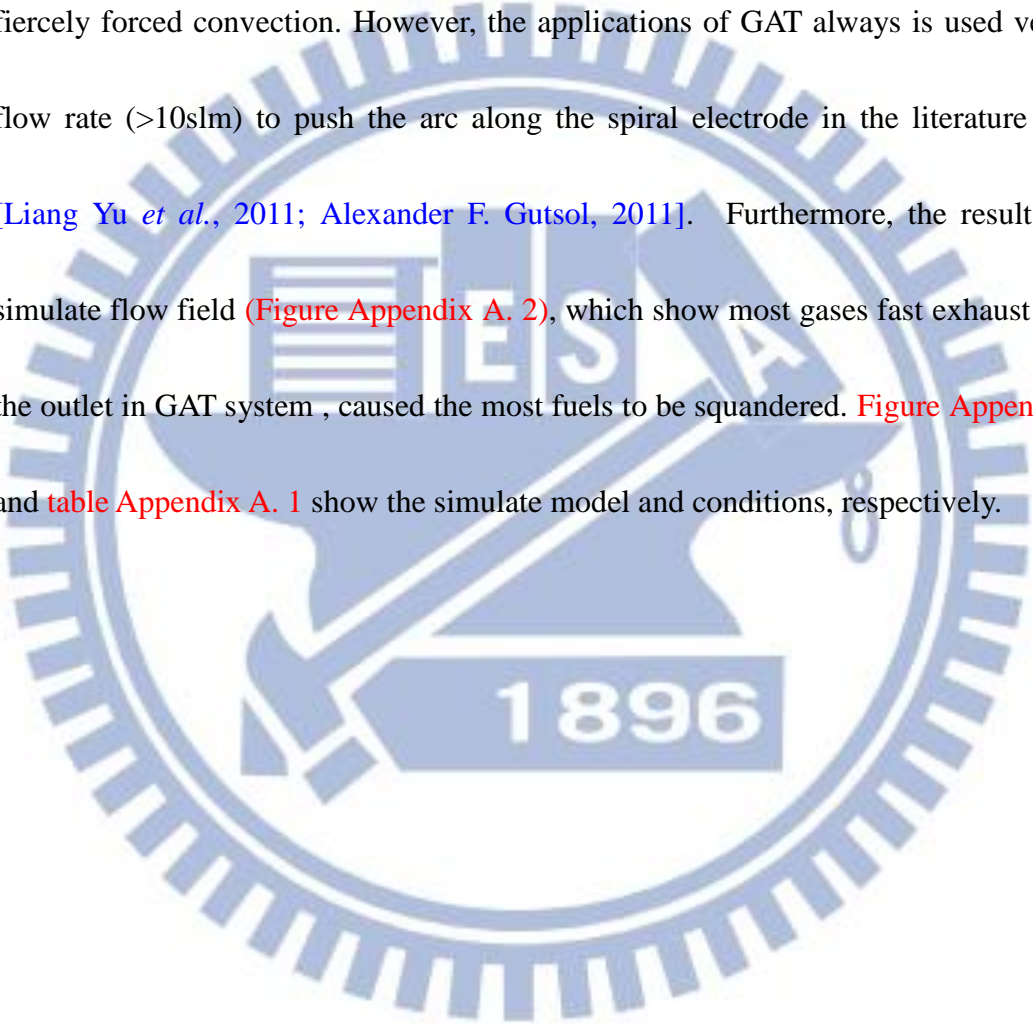 fiercely forced convection. However, the applications of GAT always is used
flow rate (>10slm) to push the arc along the spiral electrode in the literature
[Liang Yu et al., 2011; Alexander F. Gutsol, 2011]. Furthermore, the result
simulate flow field (Figure Appendix A. 2), which show most gases fast exhaust
the outlet in GAT system , caused the most fuels to be squandered. Figure
and table Appendix A. 1 show the simulate model and conditions, respectively.
E S A
1896